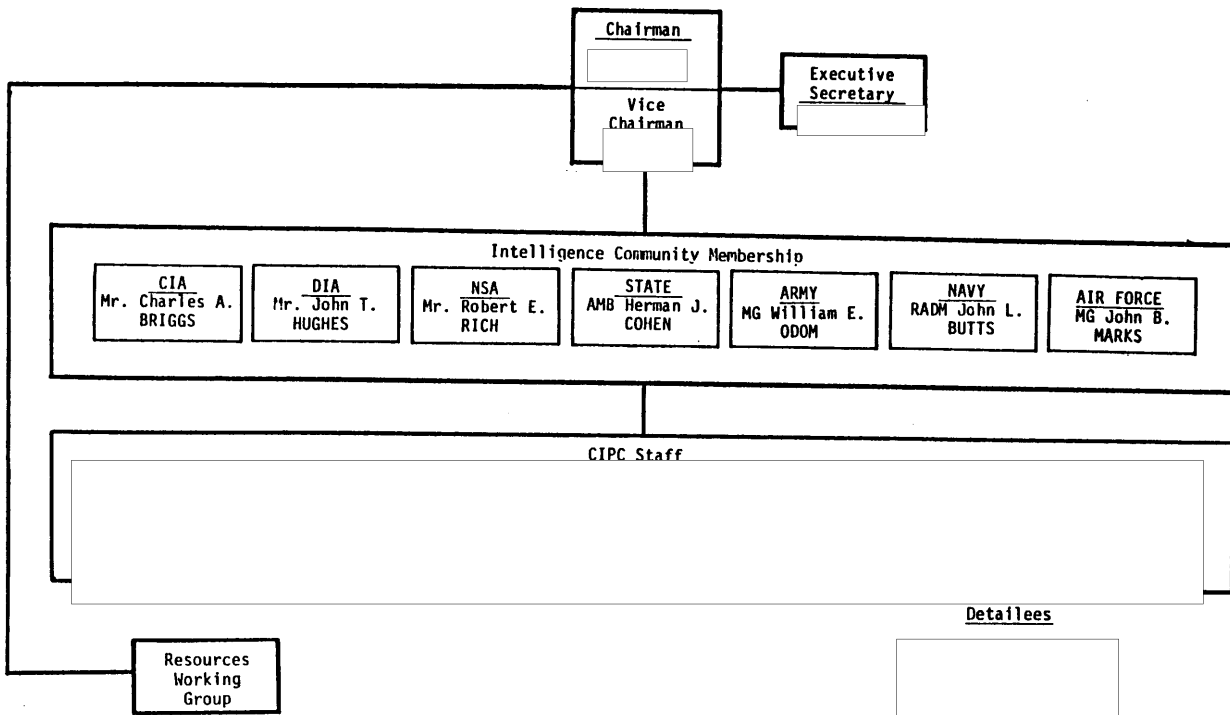 Chairman
Vice
Chairman
Executive
Secretary
Intelligence Community Membership
CIA
Mr. Charles A.
BRIGGS
DIA
Mr. John T.
HUGHES
NSA
Mr. Robert E.
RICH
STATE
AMB Herman J.
COHEN
ARMY
MG William E.
ODOM
NAVY
RADM John L.
BUTTS
AIR FORCE
MG John B.
MARKS
CIPC Staff
Detailees
Resources
Working
Group